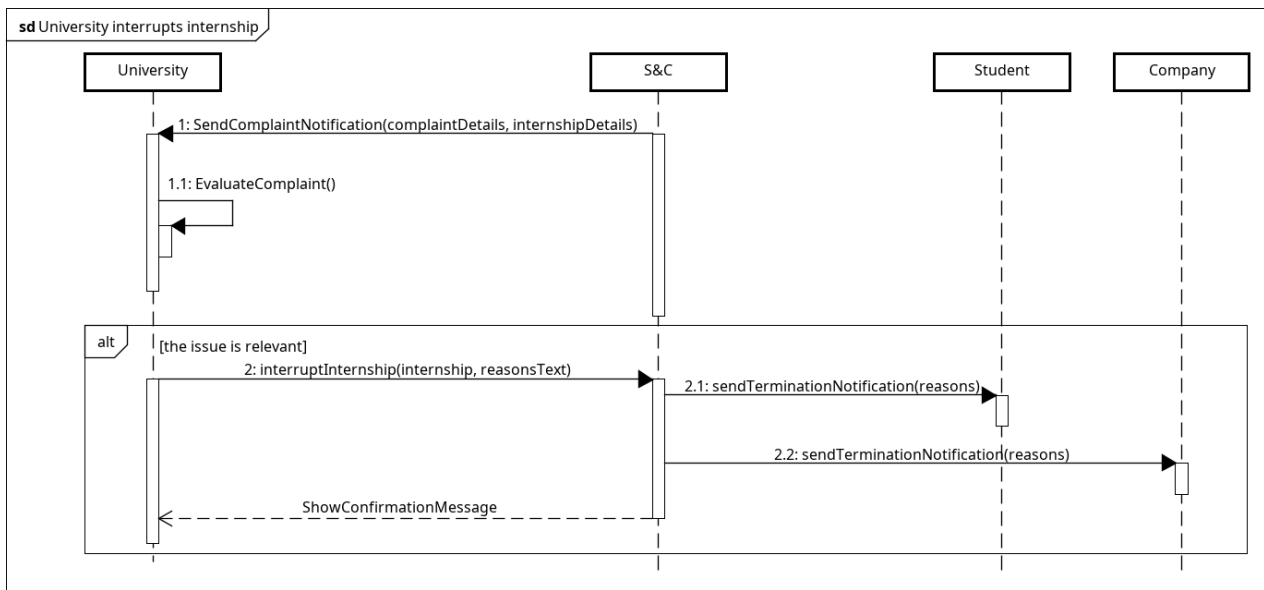 sd University interrupts internship
University
S&C
Student
Company
1: SendComplaintNotification(complaintDetails, internshipDetails)
1.1: EvaluateComplaint()
alt
[the issue is relevant]
2: interruptInternship(internship, reasonsText)
2.1: sendTerminationNotification(reasons)
2.2: sendTerminationNotification(reasons)
ShowConfirmationMessage